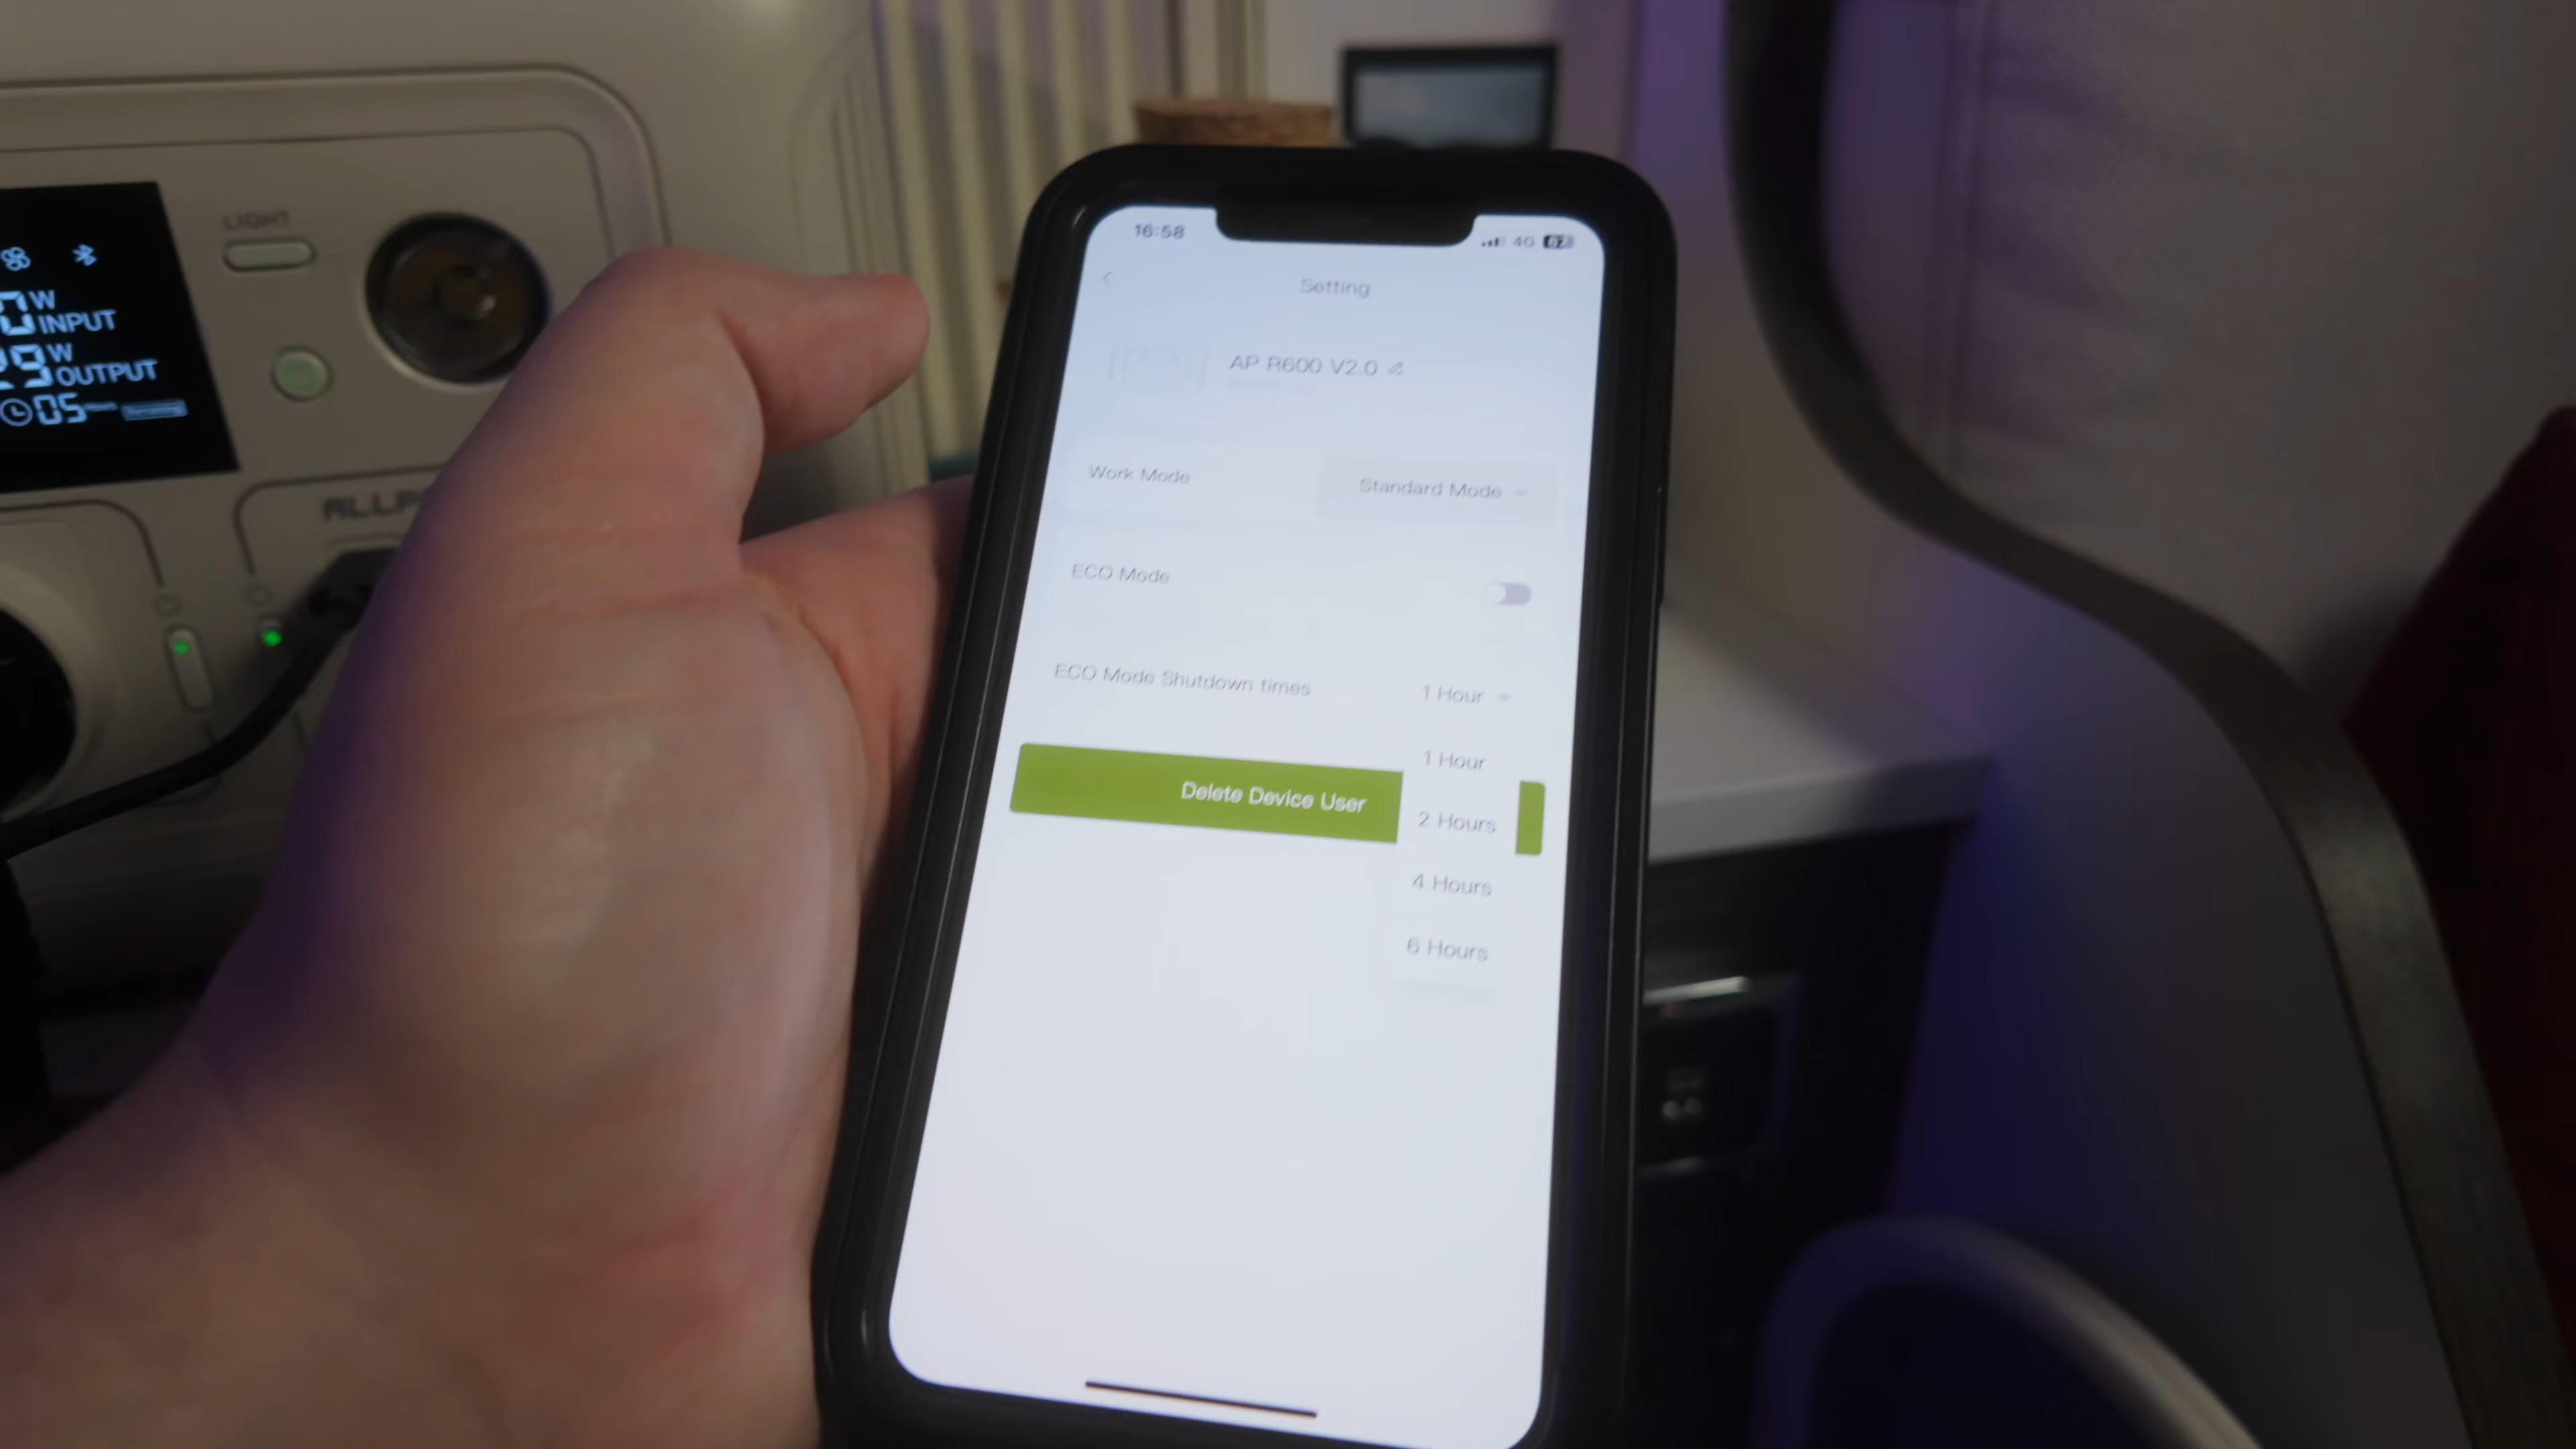 LIGHT
W
INPUT
W
OUTPUT
05
16:58
4G 67
Setting
AP R600 V2.0
Work Mode
Standard Mode
ECO Mode
ECO Mode Shutdown times
1 Hour
1 Hour
Delete Device User
2 Hours
4 Hours
6 Hours